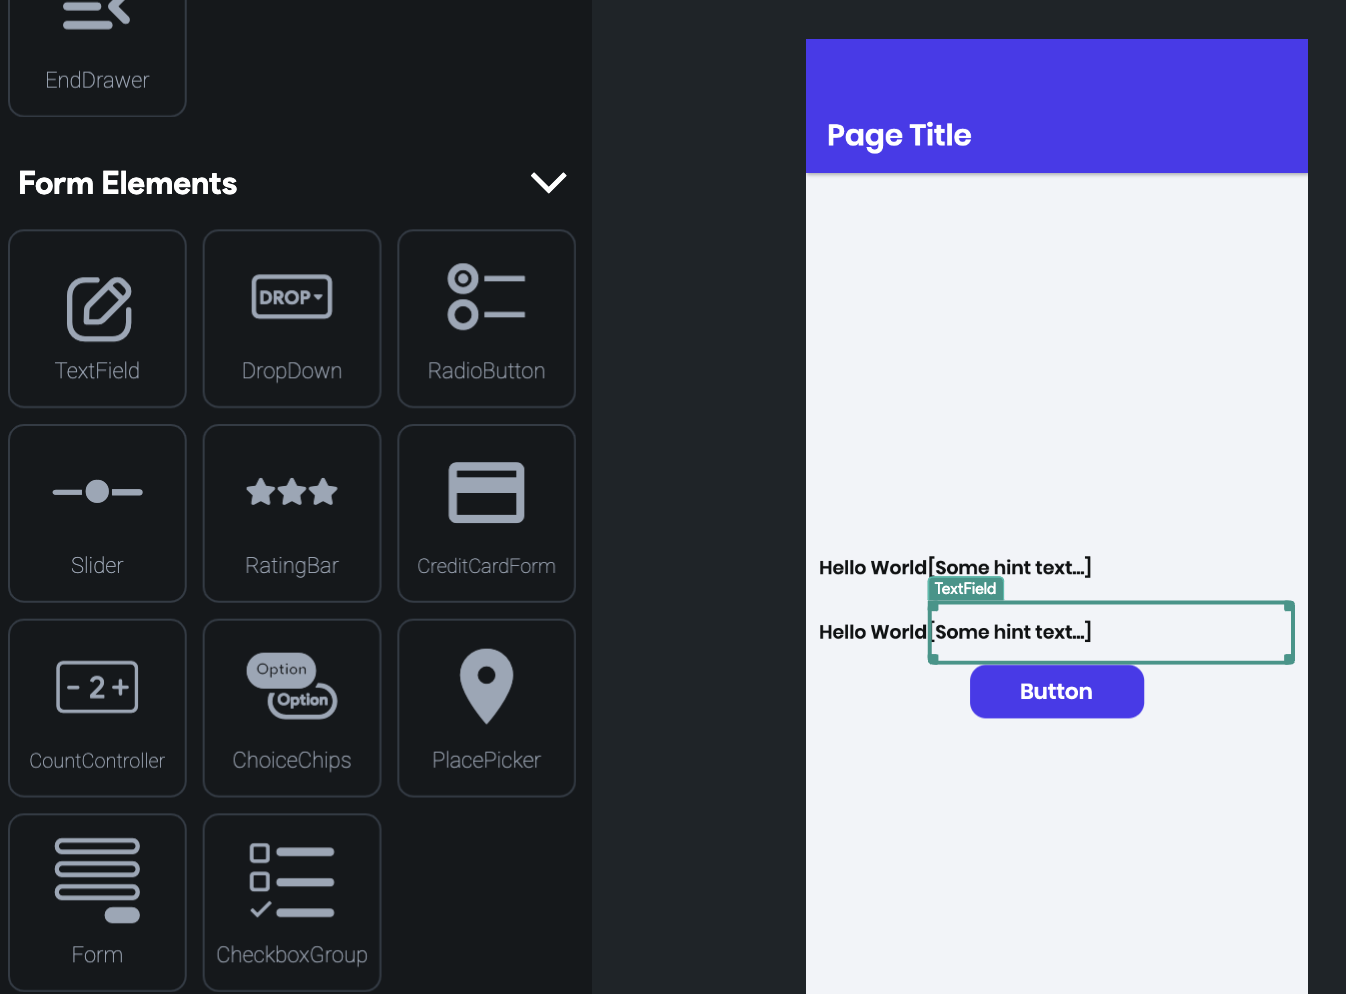 EndDrawer
Form Elements
DROP
TextField
DropDown
RadioButton
Slider
RatingBar
CreditCardForm
- 2 +
Option
Option
CountController
ChoiceChips
PlacePicker
Form
CheckboxGroup
Page Title
Hello World[Some hint text...]
TextField
Hello World[Some hint text...]
Button